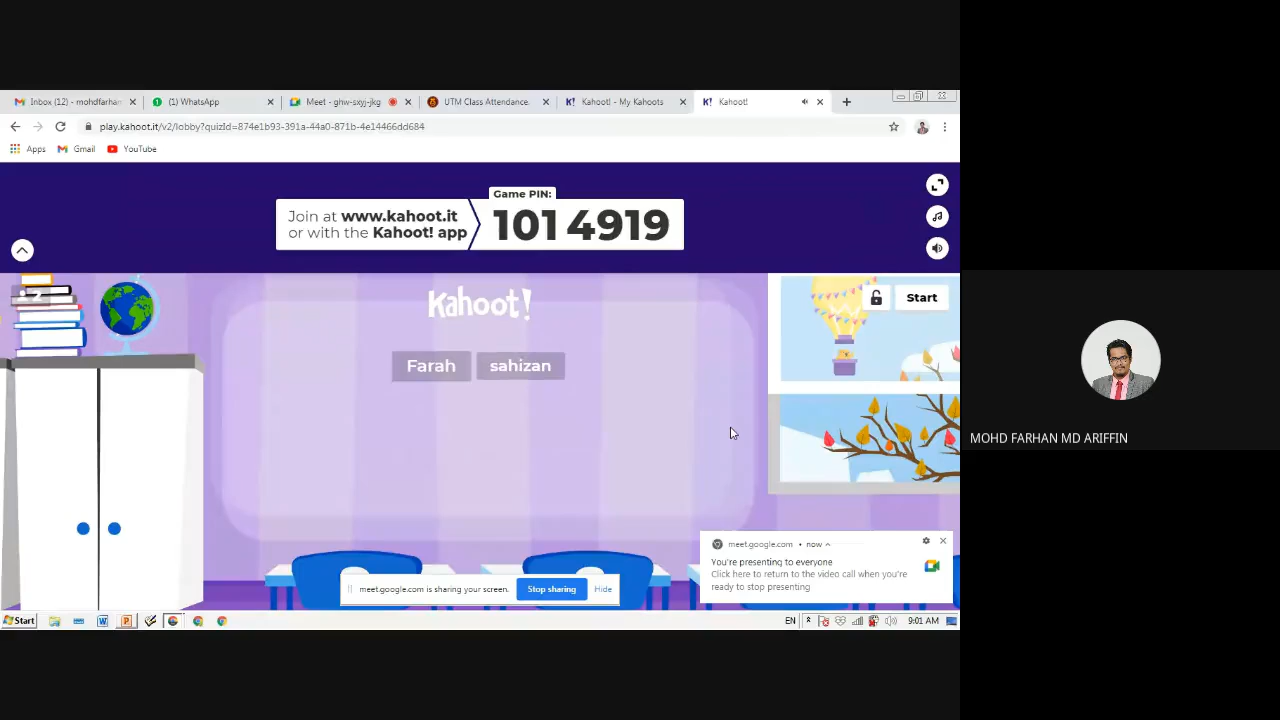 Inbox (12) - mohdfarhan
(1) WhatsApp
Meet - ghw-sxyj-jkg
UTM Class Attendance.
Kahoot! - My Kahoots
Kahoot!
play.kahoot.it/v2/lobby?quizId=874e1b93-391a-44a0-871b-4e14466dd684
Apps
Gmail
YouTube
Game PIN:
Join at www.kahoot.it
or with the Kahoot! app
101 4919
2
Kahoot!
Start
Farah
sahizan
MOHD FARHAN MD ARIFFIN
meet.google.com • now
You're presenting to everyone
Click here to return to the video call when you're
ready to stop presenting
meet.google.com is sharing your screen.
Stop sharing
Hide
Start
EN
9:01 AM